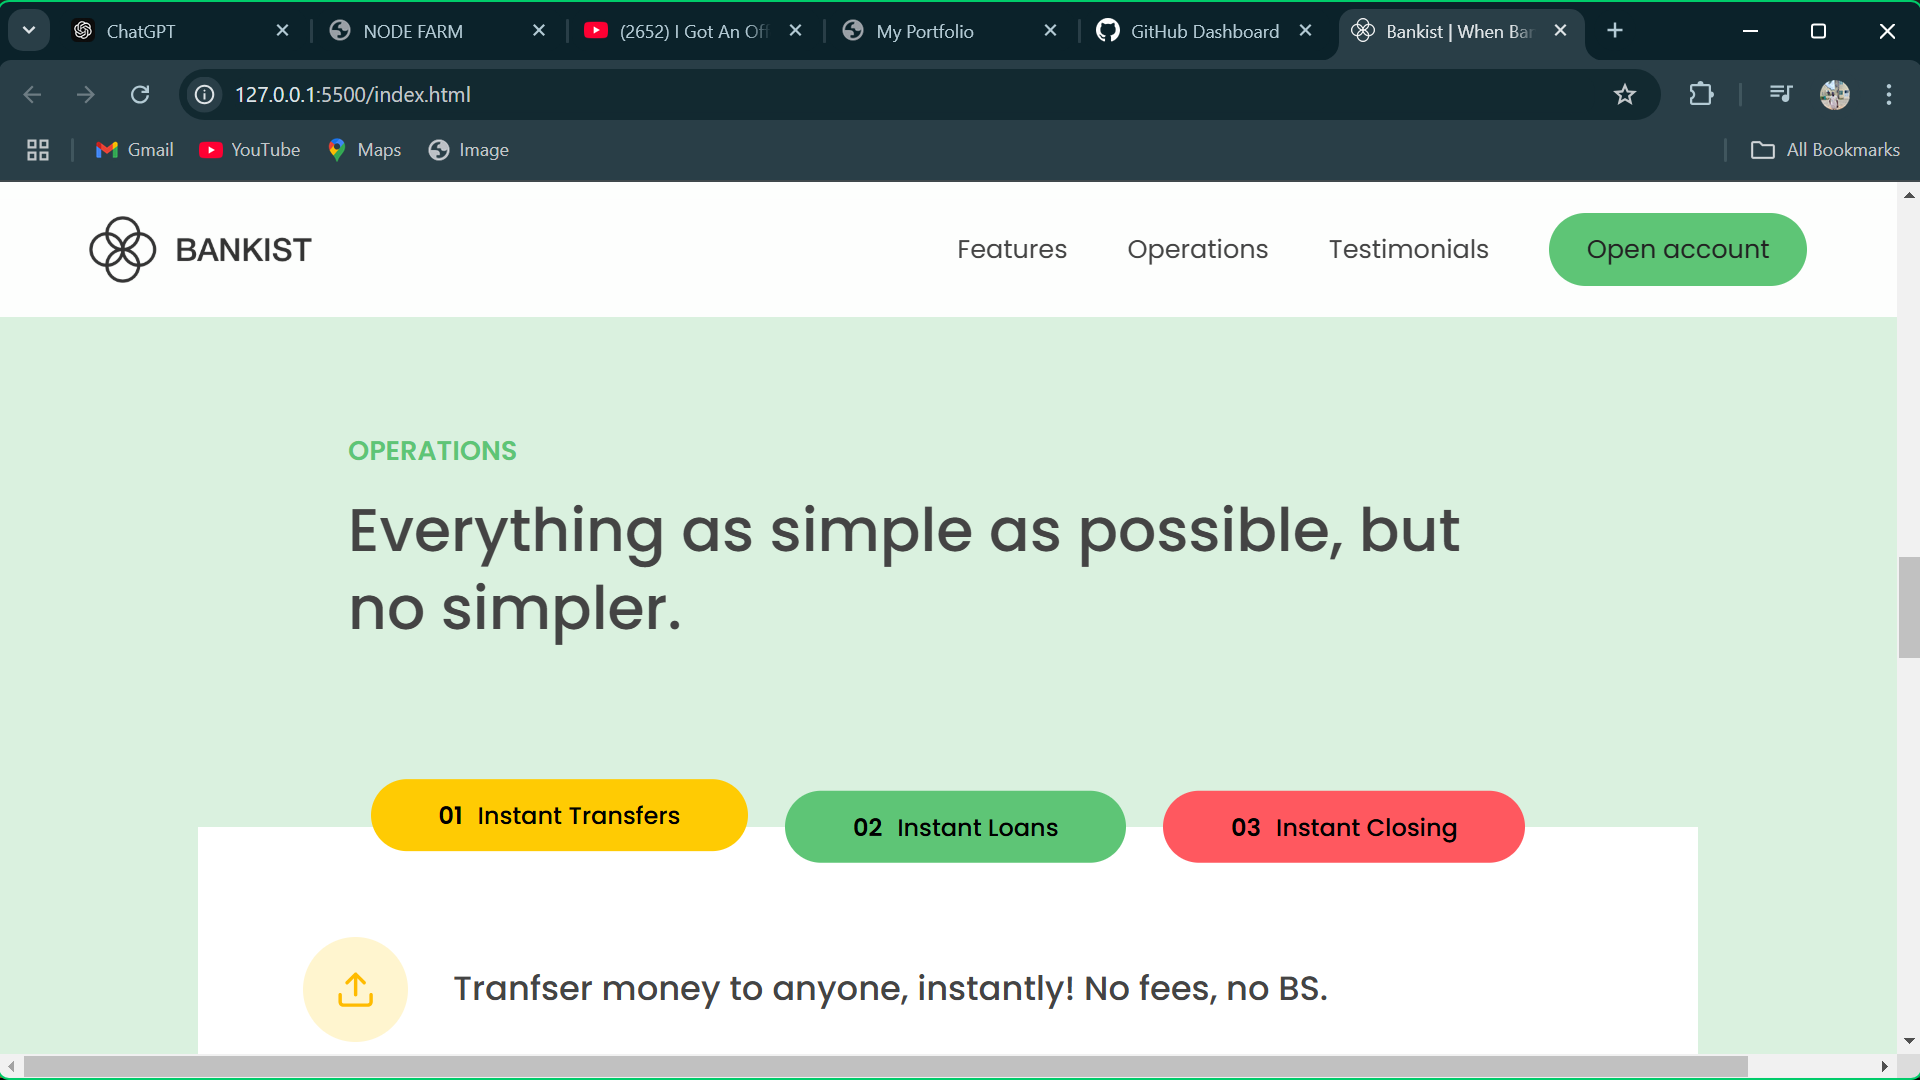 ChatGPT
NODE FARM
(2652) I Got An Off
My Portfolio
GitHub Dashboard
Bankist | When Ban
127.0.0.1:5500/index.html
Gmail
YouTube
Maps
Image
All Bookmarks
BANKIST
Features
Operations
Testimonials
Open account
OPERATIONS
Everything as simple as possible, but
no simpler.
01 Instant Transfers
02 Instant Loans
03 Instant Closing
Tranfser money to anyone, instantly! No fees, no BS.